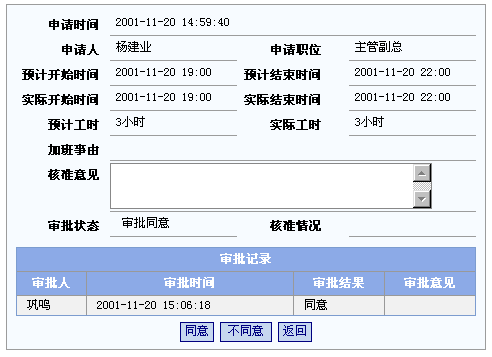 申请时间 2001-11-20 14:59:40
申请人 杨建业 申请职位 主管副总
预计开始时间 2001-11-20 19:00 预计结束时间 2001-11-20 22:00
实际开始时间 2001-11-20 19:00 实际结束时间 2001-11-20 22:00
预计工时 3小时 实际工时 3小时
加班事由
核准意见
审批状态 审批同意 核准情况
审批记录
审批人 审批时间 审批结果 审批意见
巩鸣 2001-11-20 15:06:18 同意
同意 不同意 返回